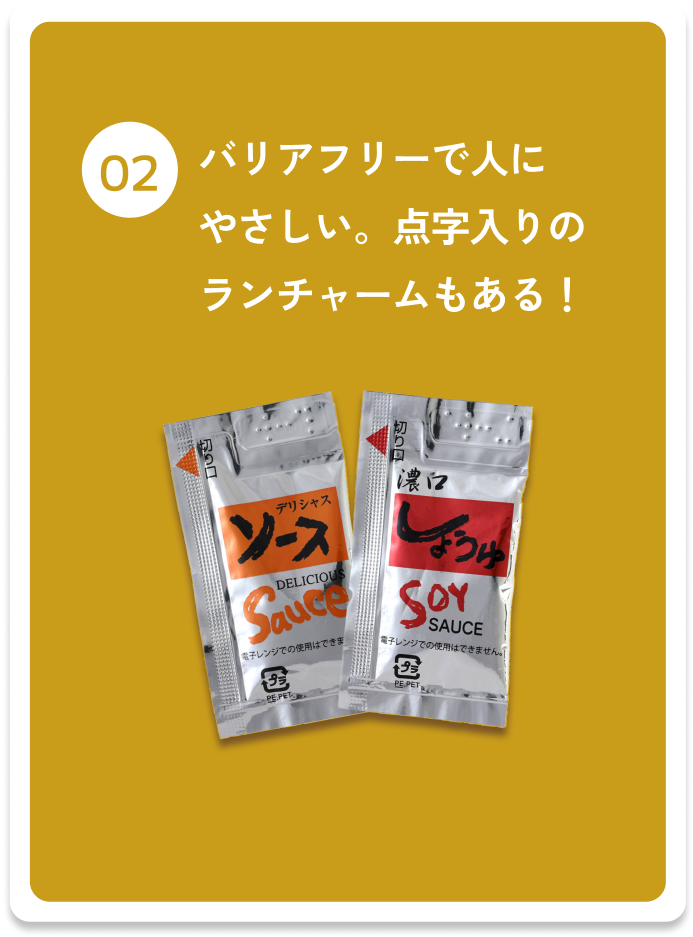 02
バリアフリーで人に
やさしい。点字入りの
ランチャームもある！
切り口
デリシャス
ソース
DELICIOUS
Sauce
電子レンジでの使用はできま
プラ
PE.PET
切り口
濃口
しょうゆ
SOY
SAUCE
電子レンジでの使用はできません。
プラ
PE.PET